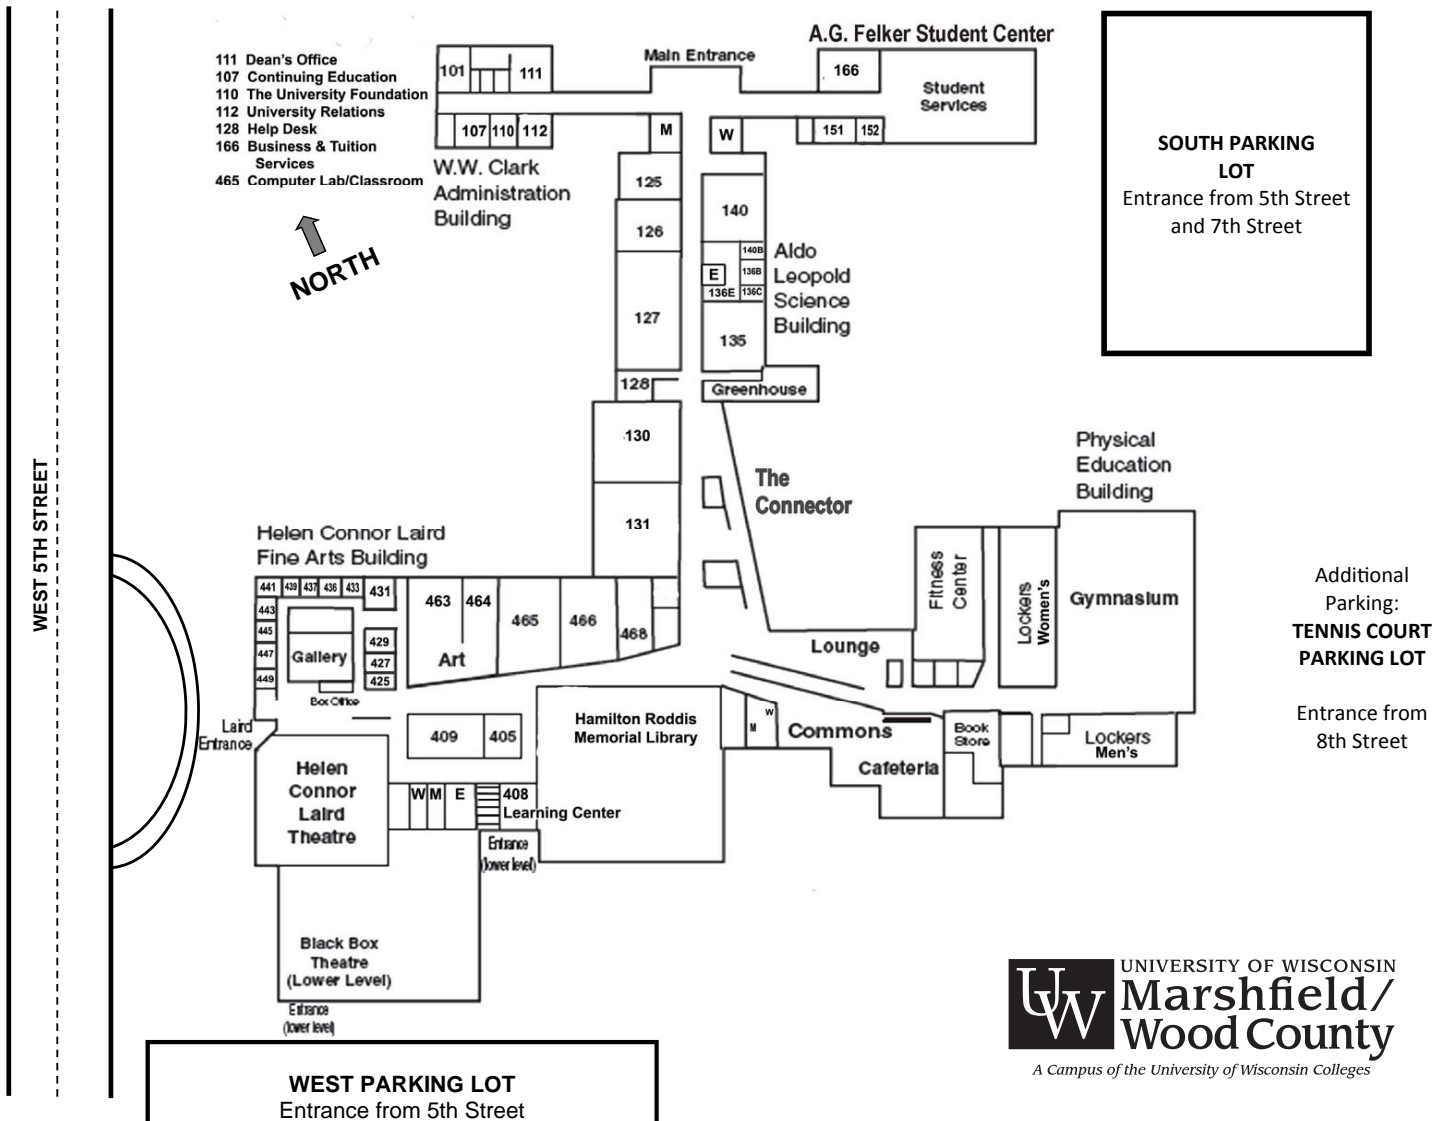 111 Dean's Office
107 Continuing Education
110 The University Foundation
112 University Relations
128 Help Desk
166 Business & Tuition
Services
465 Computer Lab/Classroom
NORTH
101
111
107
110
112
W.W. Clark
Administration
Building
Main Entrance
M
W
A.G. Felker Student Center
166
Student
Services
151
152
SOUTH PARKING
LOT
Entrance from 5th Street
and 7th Street
125
126
127
128
130
131
140
140B
E
136B
136E
136C
135
Greenhouse
Aldo
Leopold
Science
Building
The
Connector
Physical
Education
Building
WEST 5TH STREET
Helen Connor Laird
Fine Arts Building
441
439
437
436
433
431
443
445
447
449
Gallery
429
427
425
Box Office
463
464
Art
465
466
468
Fitness
Center
Lockers
Women's
Gymnasium
Lounge
Additional
Parking:
TENNIS COURT
PARKING LOT
Entrance from
8th Street
Laird
Entrance
409
405
Hamilton Roddis
Memorial Library
M
W
Commons
Book
Store
Cafeteria
Lockers
Men's
Helen
Connor
Laird
Theatre
W
M
E
408
Learning Center
Entrance
(lower level)
Black Box
Theatre
(Lower Level)
Entrance
(lower level)
WEST PARKING LOT
Entrance from 5th Street
UW
UNIVERSITY OF WISCONSIN
Marshfield/
Wood County
A Campus of the University of Wisconsin Colleges